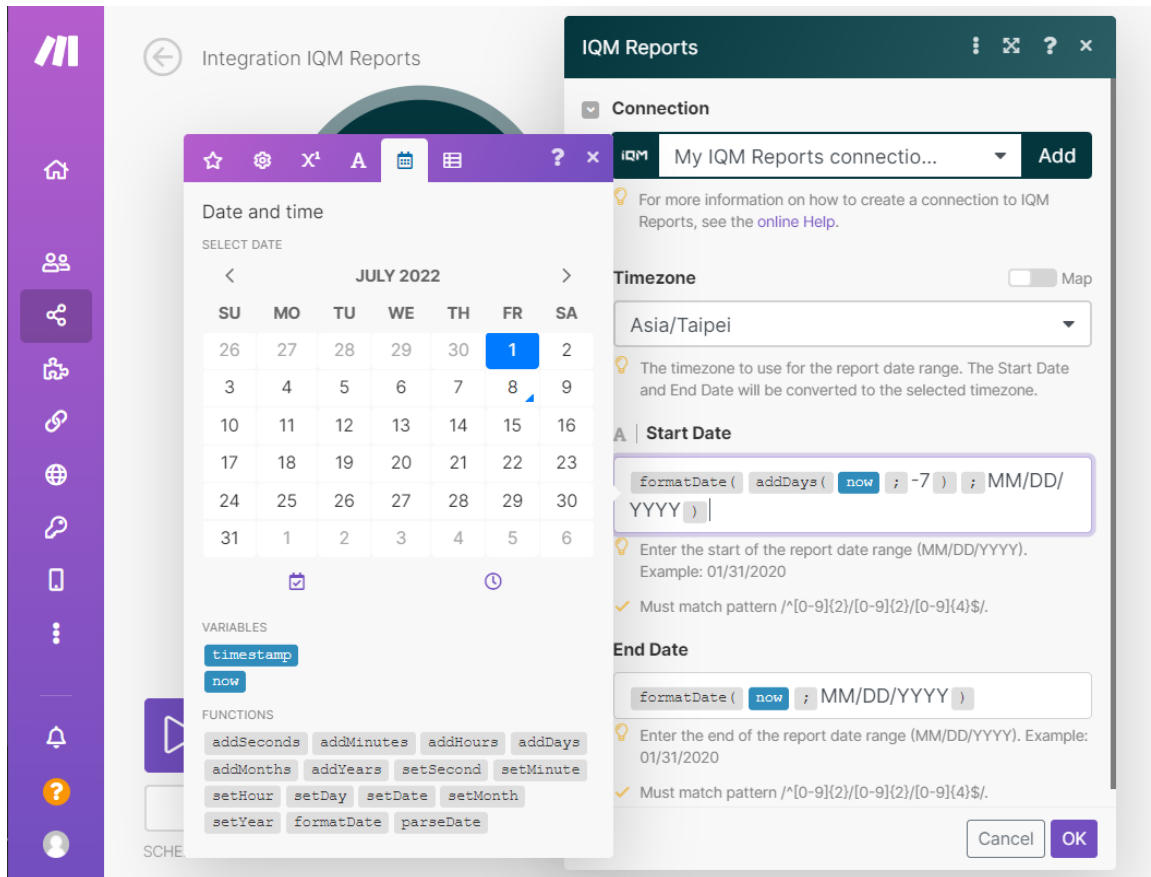 Integration IQM Reports
SCHE
Date and time
SELECT DATE
JULY 2022
SU MO TU WE TH FR SA
26 27 28 29 30 1 2
3 4 5 6 7 8 9
10 11 12 13 14 15 16
17 18 19 20 21 22 23
24 25 26 27 28 29 30
31 1 2 3 4 5 6
VARIABLES
timestamp
now
FUNCTIONS
addSeconds addMinutes addHours addDays
addMonths addYears setSecond setMinute
setHour setDay setDate setMonth
setYear formatDate parseDate
IQM Reports
Connection
IQM My IQM Reports connectio... Add
For more information on how to create a connection to IQM
Reports, see the online Help.
Timezone Map
Asia/Taipei
The timezone to use for the report date range. The Start Date
and End Date will be converted to the selected timezone.
A Start Date
formatDate( addDays( now ; -7 ) ; MM/DD/
YYYY )
Enter the start of the report date range (MM/DD/YYYY).
Example: 01/31/2020
Must match pattern /^[0-9]{2}/[0-9]{2}/[0-9]{4}$/.
End Date
formatDate( now ; MM/DD/YYYY )
Enter the end of the report date range (MM/DD/YYYY). Example:
01/31/2020
Must match pattern /^[0-9]{2}/[0-9]{2}/[0-9]{4}$/.
Cancel OK